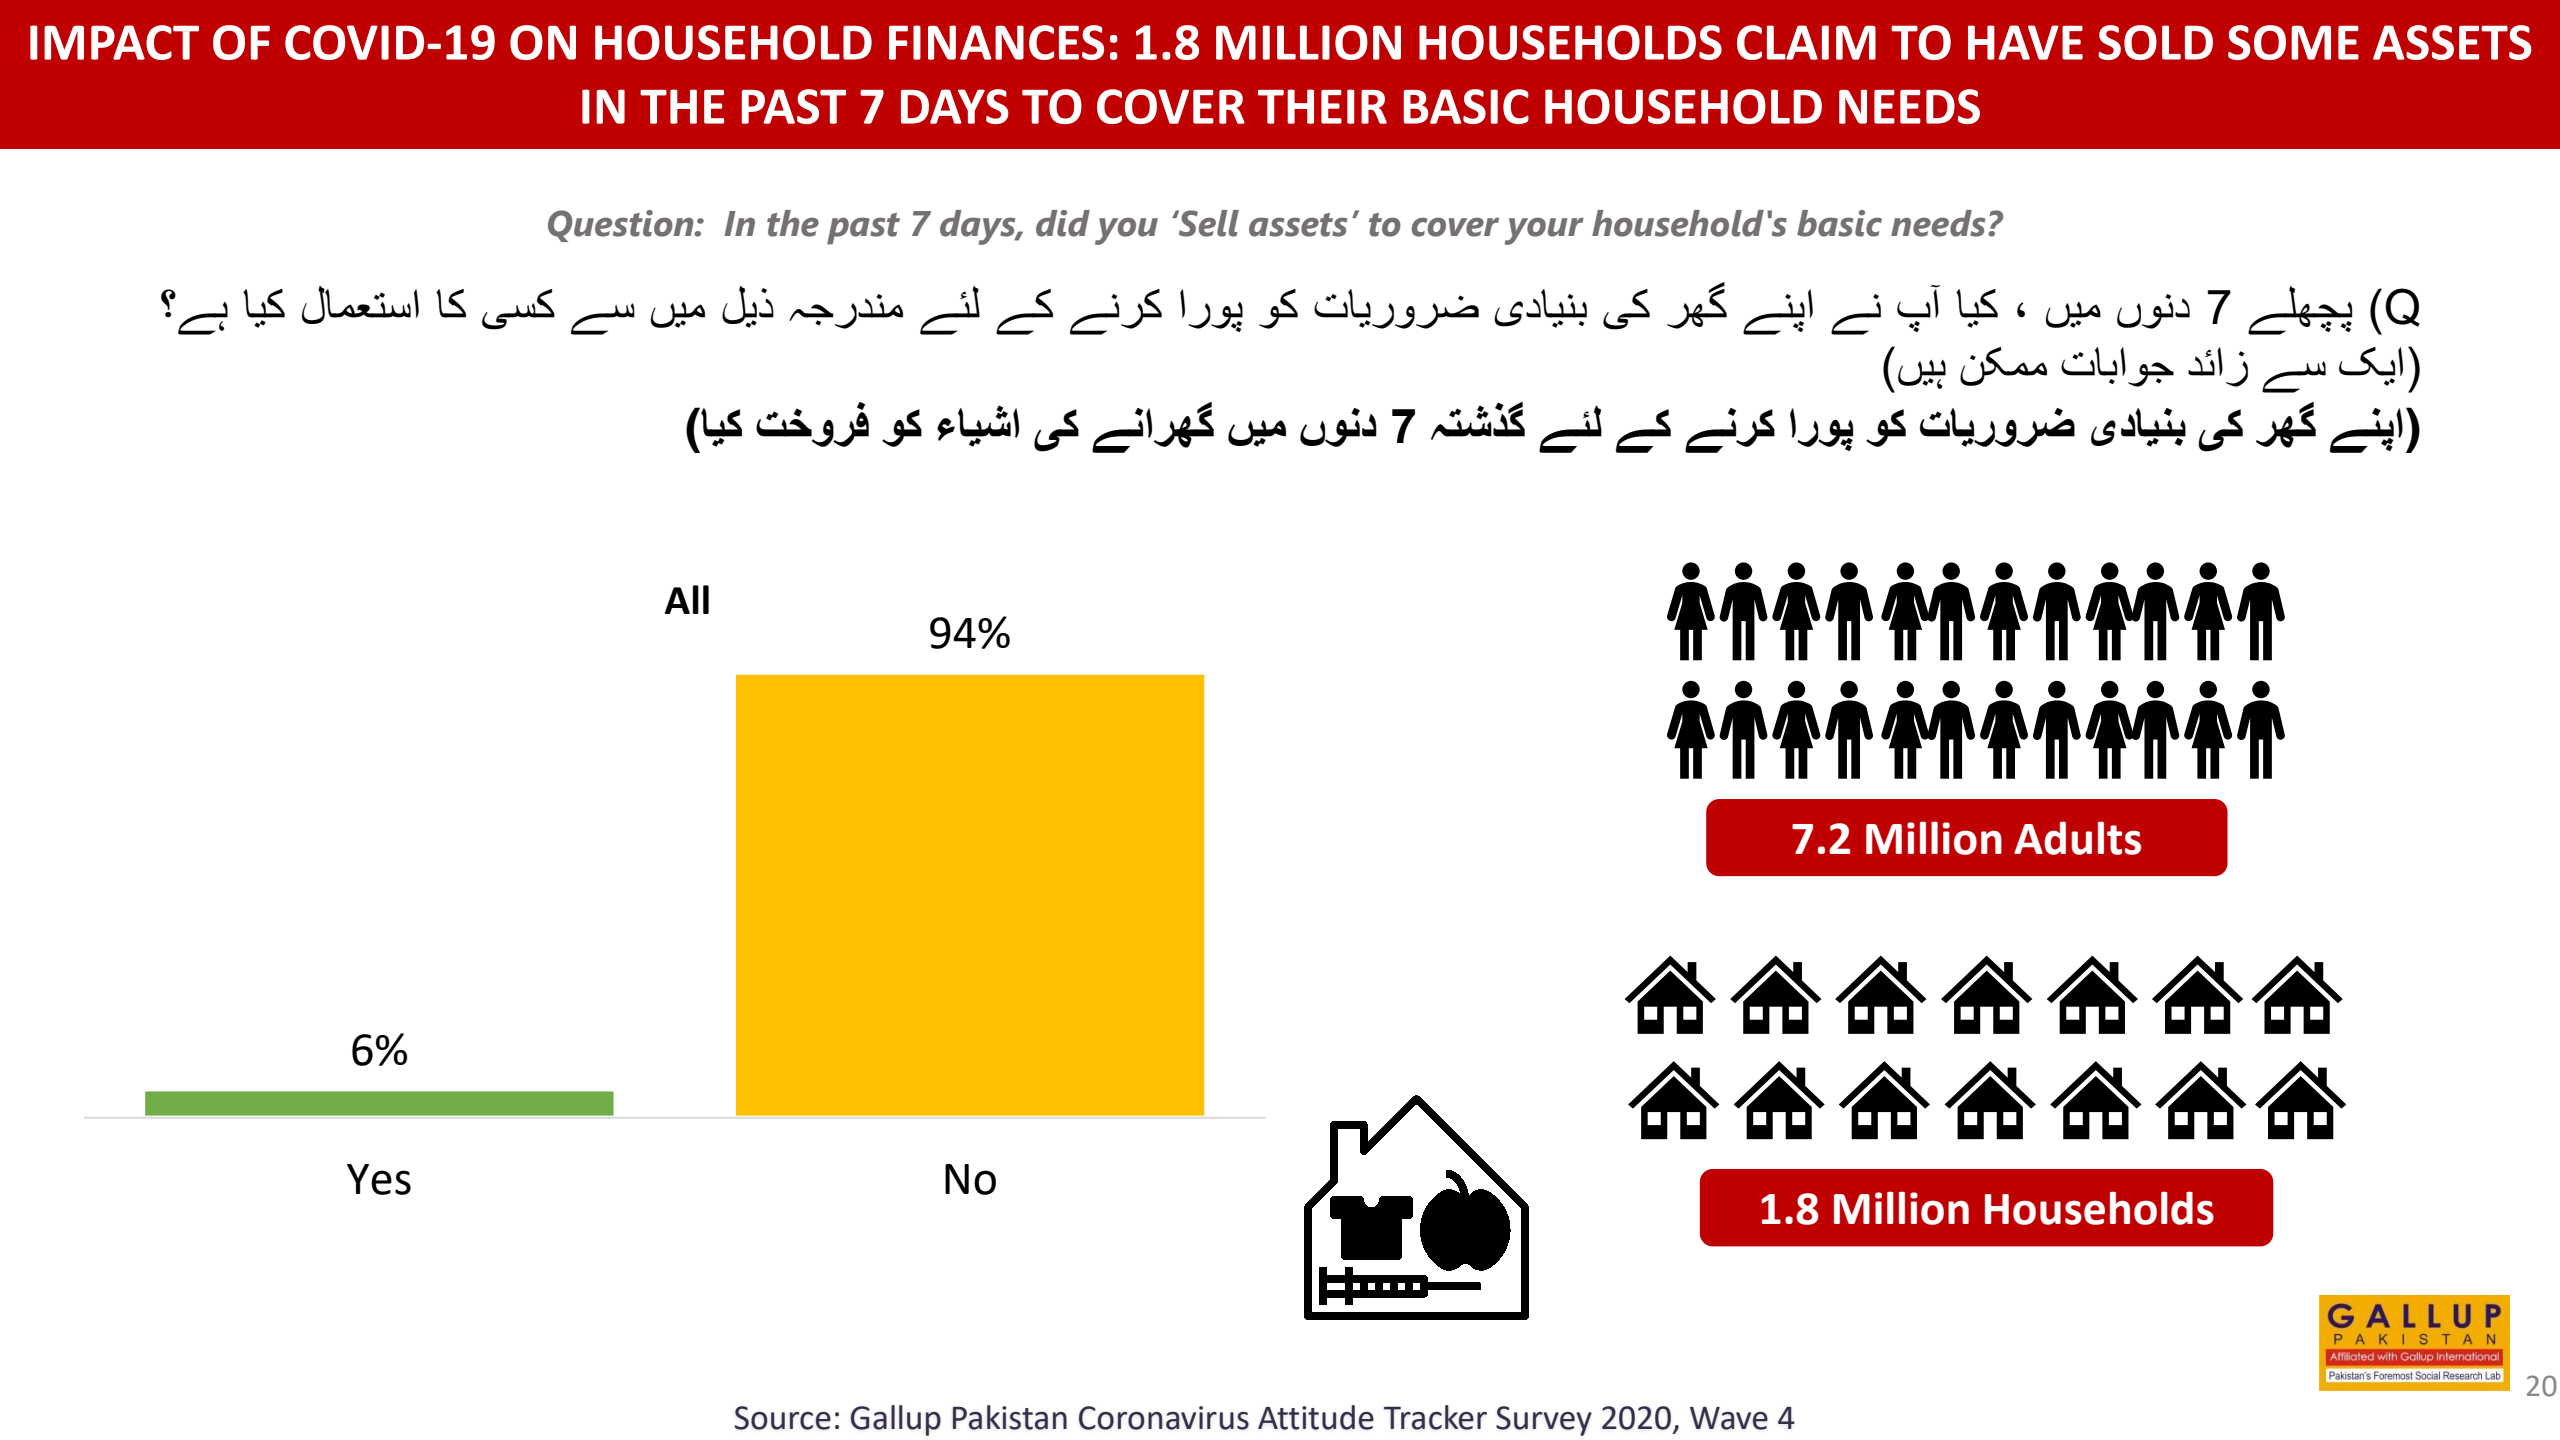 IMPACT OF COVID-19 ON HOUSEHOLD FINANCES: 1.8 MILLION HOUSEHOLDS CLAIM TO HAVE SOLD SOME ASSETS
IN THE PAST 7 DAYS TO COVER THEIR BASIC HOUSEHOLD NEEDS
Question: In the past 7 days, did you ‘Sell assets’ to cover your household's basic needs?
Q) پچھلے 7 دنوں میں ، کیا آپ نے اپنے گھر کی بنیادی ضروریات کو پورا کرنے کے لئے مندرجہ ذیل میں سے کسی کا استعمال کیا ہے؟
(ایک سے زائد جوابات ممکن ہیں)
(اپنے گھر کی بنیادی ضروریات کو پورا کرنے کے لئے گذشتہ 7 دنوں میں گھرانے کی اشیاء کو فروخت کیا)
All
94%
6%
Yes
No
7.2 Million Adults
1.8 Million Households
GALLUP
PAKISTAN
Affiliated with Gallup International
Pakistan's Foremost Social Research Lab
20
Source: Gallup Pakistan Coronavirus Attitude Tracker Survey 2020, Wave 4